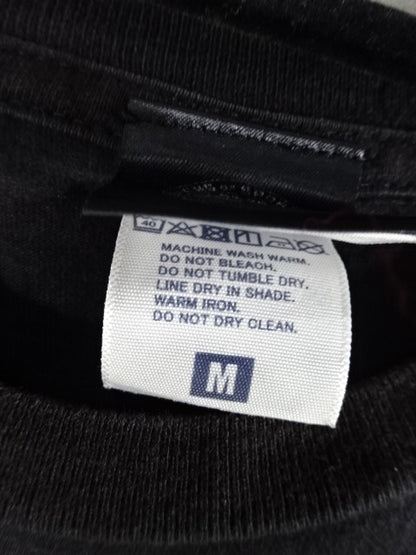 40
MACHINE WASH WARM.
DO NOT BLEACH.
DO NOT TUMBLE DRY.
LINE DRY IN SHADE.
WARM IRON.
DO NOT DRY CLEAN.
M